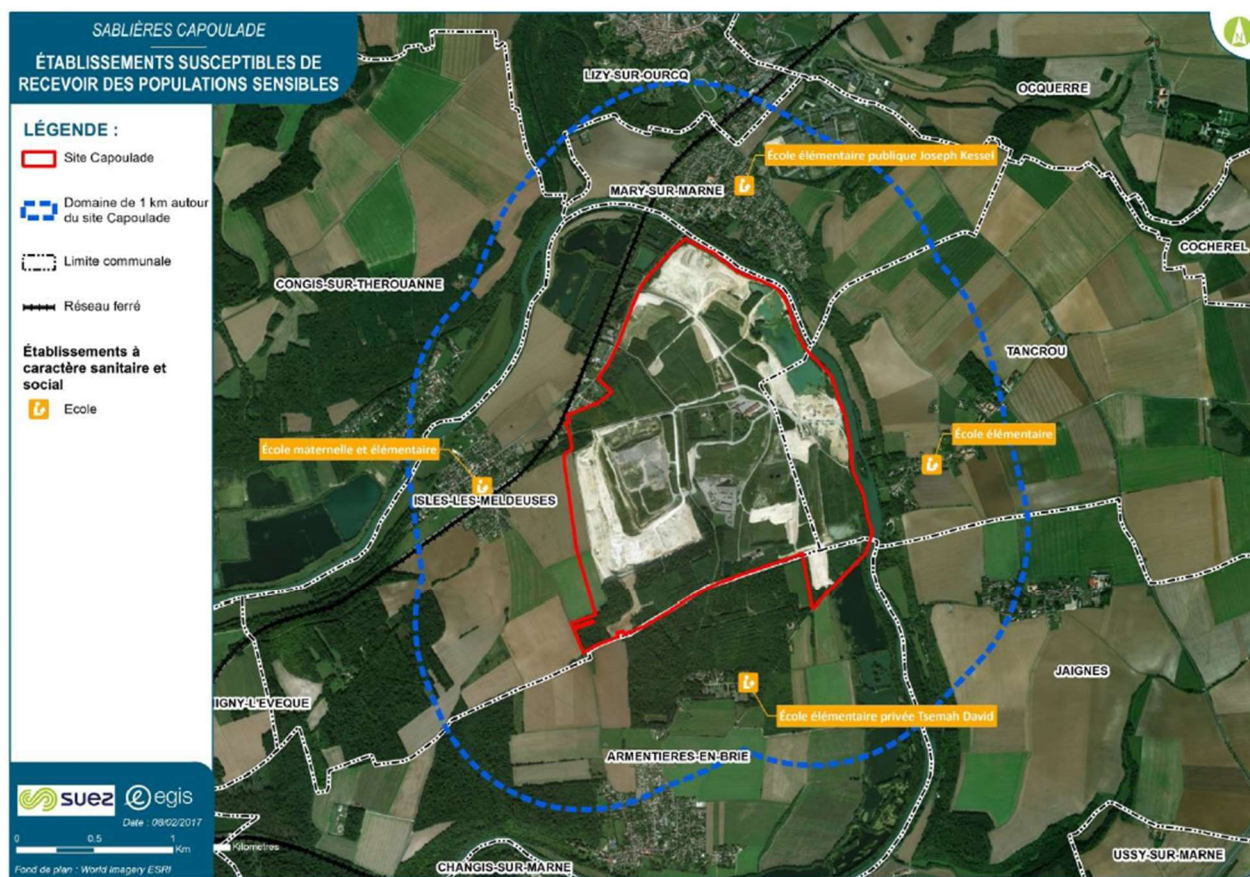 SABLIÈRES CAPOULADE
ÉTABLISSEMENTS SUSCEPTIBLES DE
RECEVOIR DES POPULATIONS SENSIBLES
LÉGENDE :
Site Capoulade
Domaine de 1 km autour
du site Capoulade
Limite communale
Réseau ferré
Établissements à
caractère sanitaire et
social
Ecole
suez
egis
Date : 06/02/2017
0 0.5 1
Km
Kilomètres
Fond de plan : World Imagery ESRI
N
LIZY-SUR-OURCQ
OCQUERRE
École élémentaire publique Joseph Kessel
MARY-SUR-MARNE
COCHEREL
CONGIS-SUR-THEROUANNE
TANCROU
École élémentaire
École maternelle et élémentaire
ISLES-LES-MELDEUSES
JAIGNES
IGNY-L'EVEQUE
École élémentaire privée Tsemah David
ARMENTIERES-EN-BRIE
CHANGIS-SUR-MARNE
USSY-SUR-MARNE